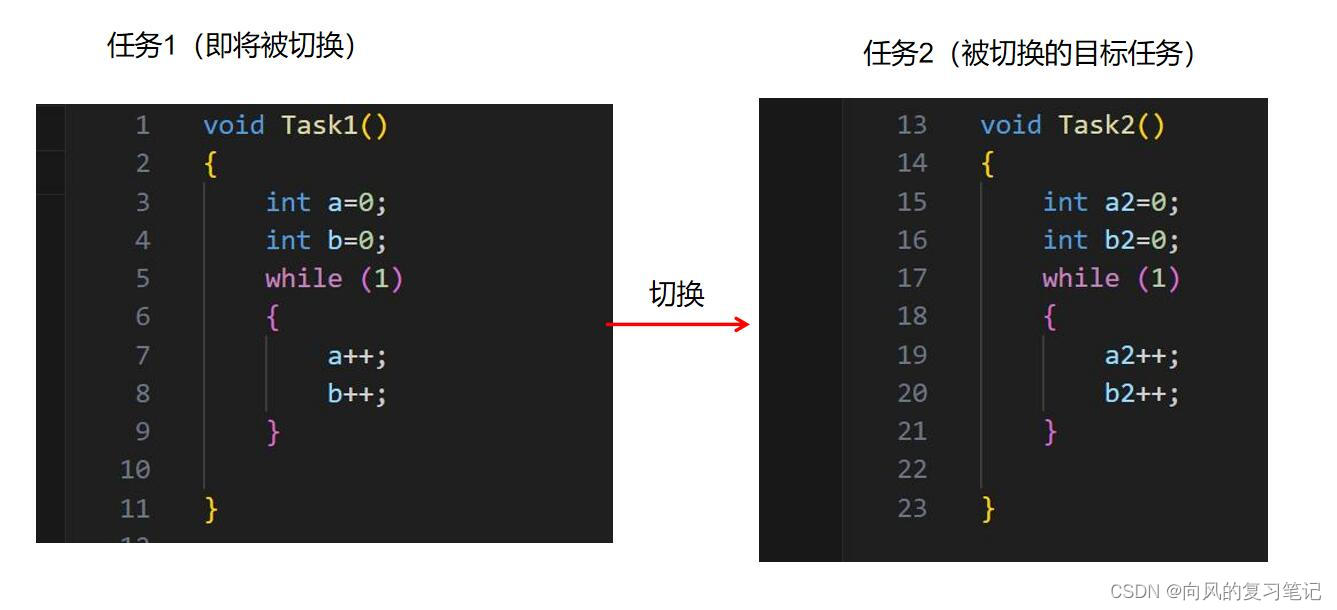 任务1（即将被切换）
1 void Task1()
2 {
3 int a=0;
4 int b=0;
5 while (1)
6 {
7 a++;
8 b++;
9 }
10
11 }
切换
任务2（被切换的目标任务）
13 void Task2()
14 {
15 int a2=0;
16 int b2=0;
17 while (1)
18 {
19 a2++;
20 b2++;
21 }
22
23 }
CSDN @向风的复习笔记